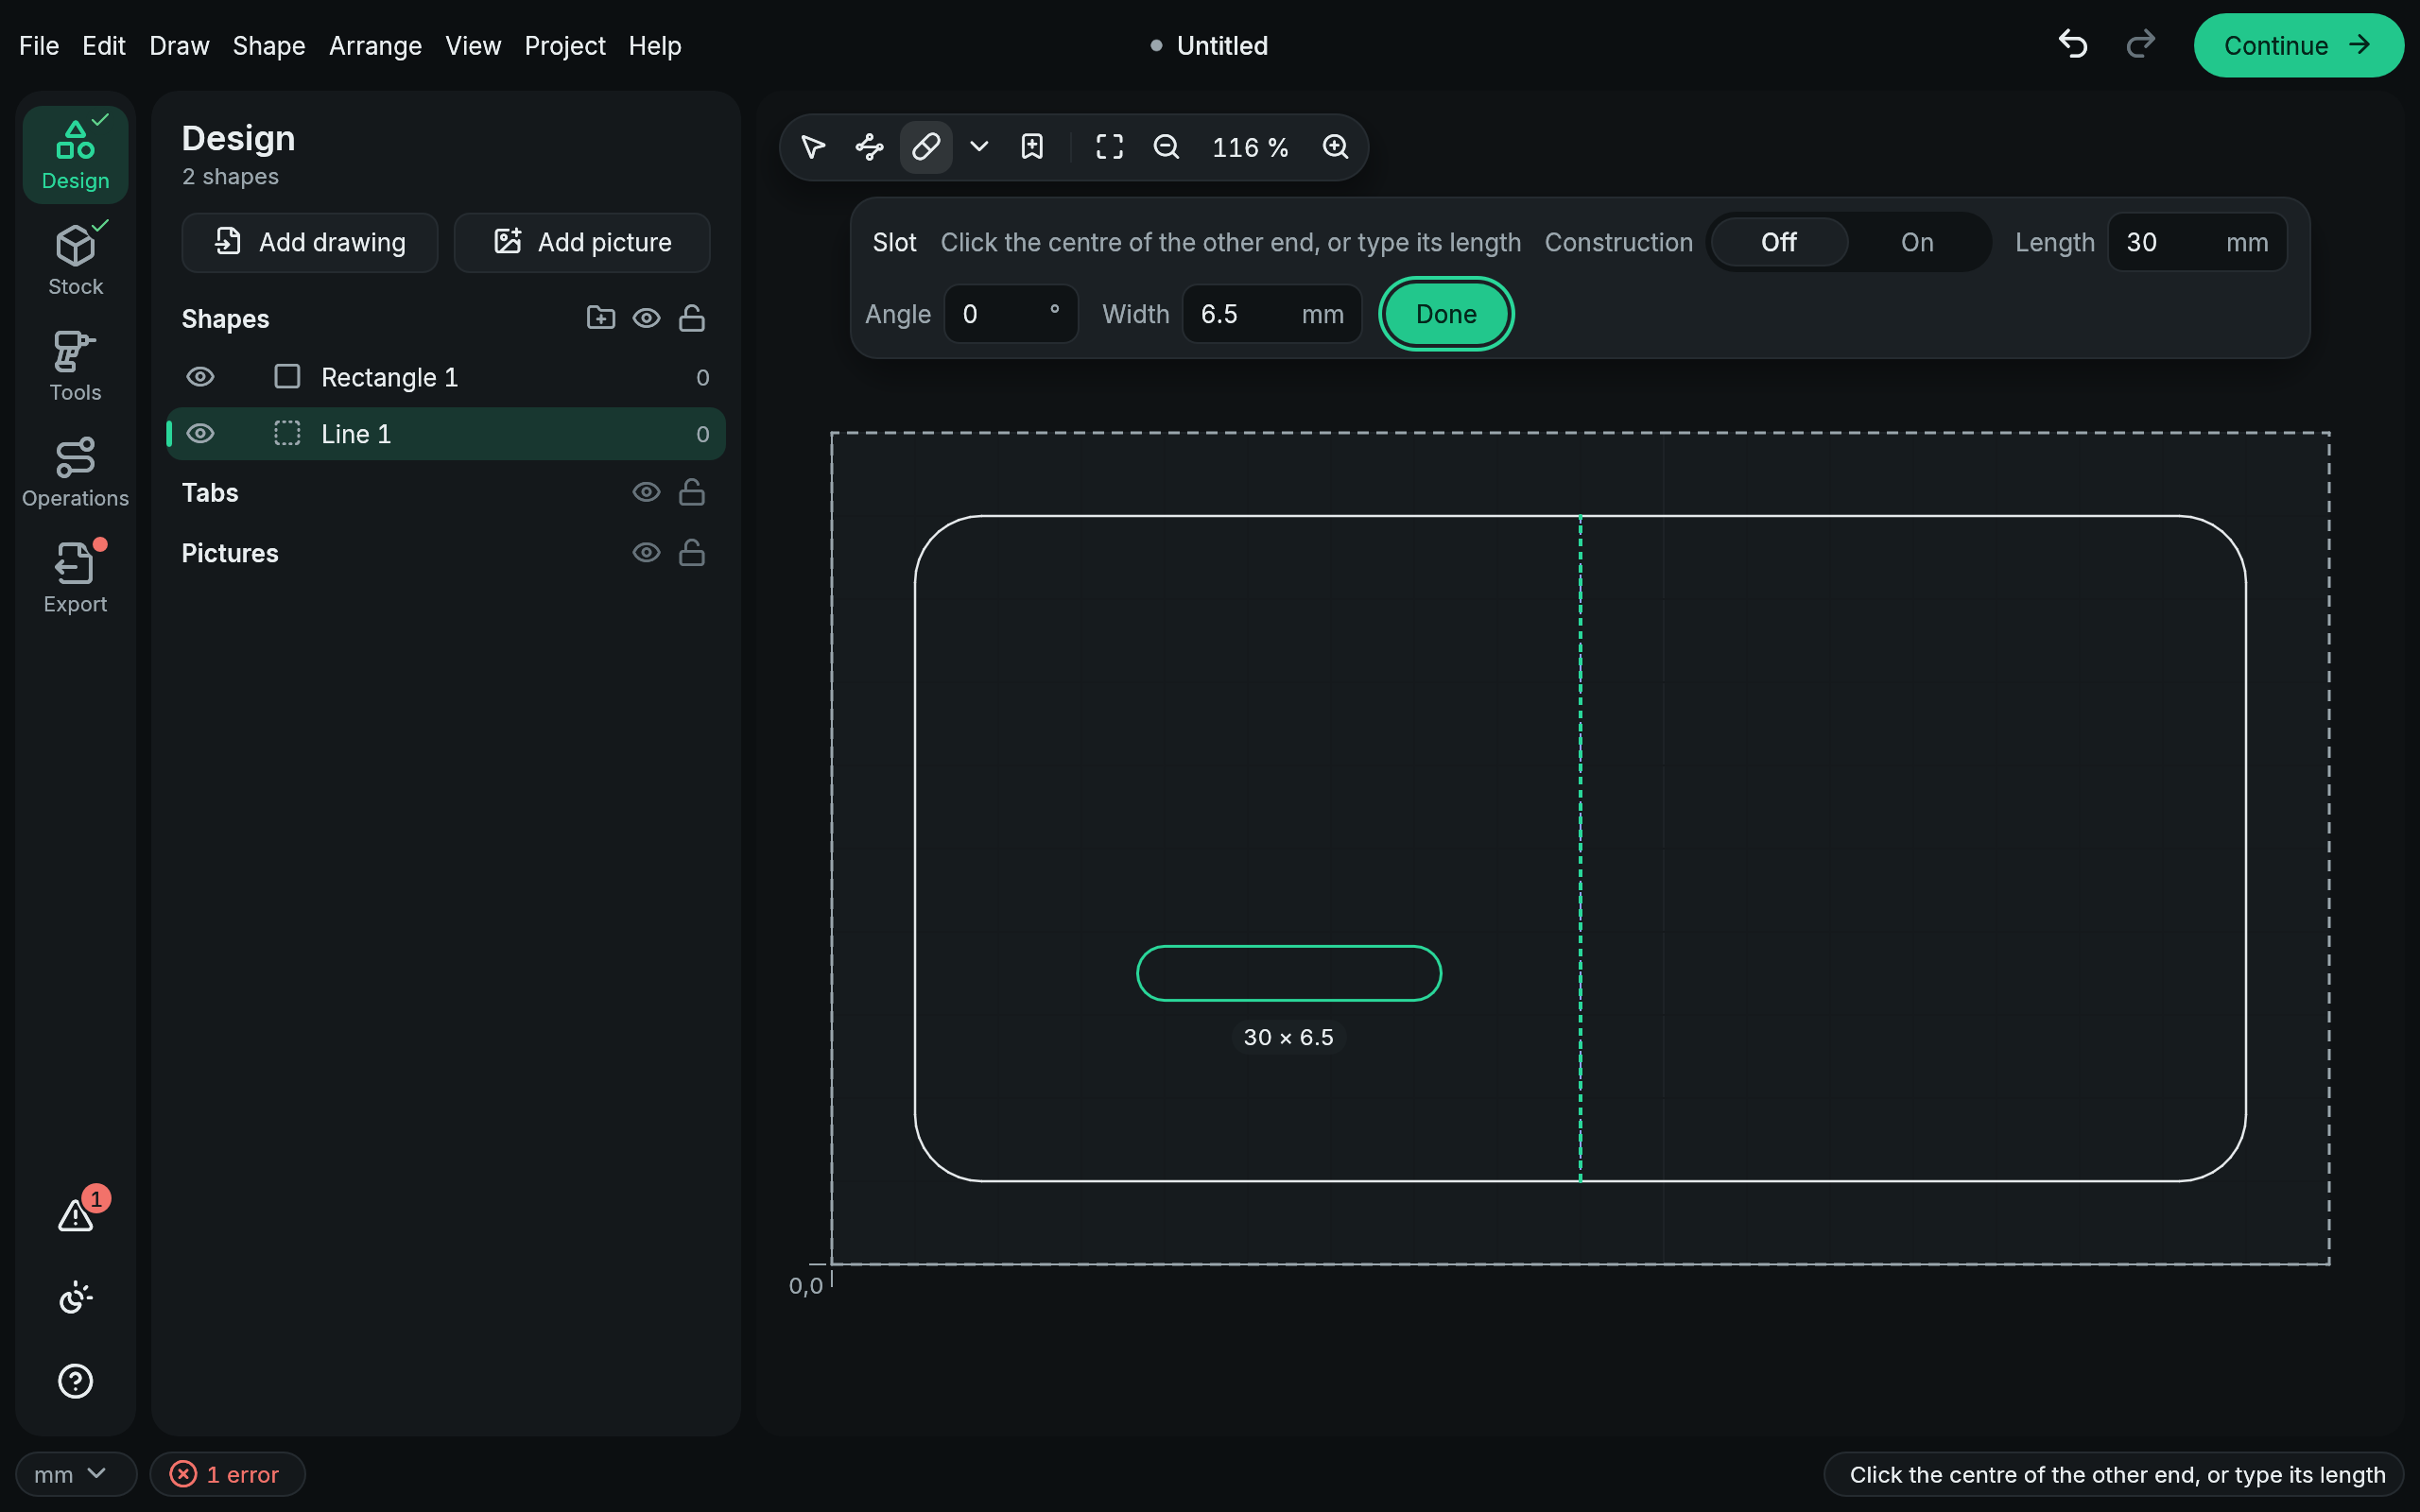 File Edit Draw Shape Arrange View Project Help
Untitled
Continue
Design
Stock
Tools
Operations
Export
1
Design
2 shapes
Add drawing
Add picture
Shapes
Rectangle 1 0
Line 1 0
Tabs
Pictures
116 %
Slot Click the centre of the other end, or type its length Construction Off On Length 30 mm
Angle 0 ° Width 6.5 mm Done
30 × 6.5
0,0
mm
1 error
Click the centre of the other end, or type its length